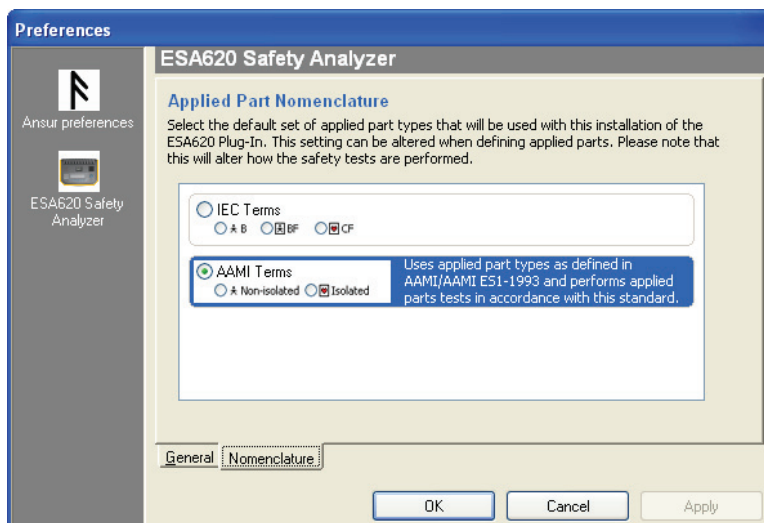 Preferences
ESA620 Safety Analyzer
Ansur preferences
ESA620 Safety
Analyzer
Applied Part Nomenclature
Select the default set of applied part types that will be used with this installation of the
ESA620 Plug-In. This setting can be altered when defining applied parts. Please note that
this will alter how the safety tests are performed.
IEC Terms
B BF CF
AAMI Terms
Non-isolated Isolated
Uses applied part types as defined in
AAMI/AAMI ES1-1993 and performs applied
parts tests in accordance with this standard.
General Nomenclature
OK Cancel Apply